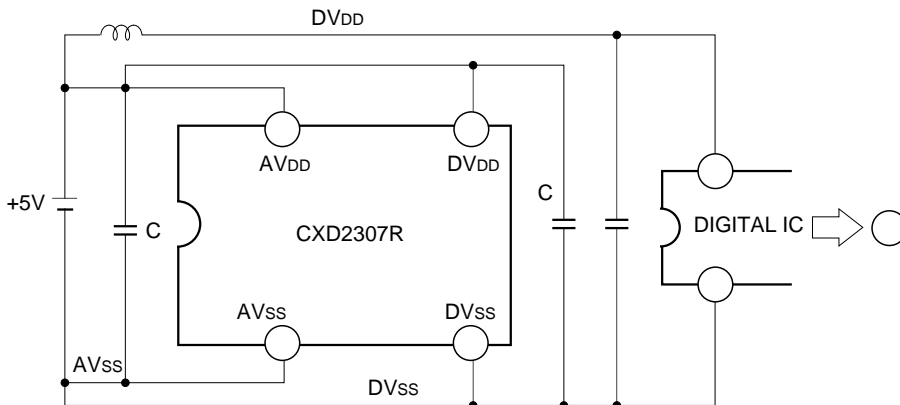 DVDD
AVDD
DVDD
+5V
C
C
CXD2307R
DIGITAL IC
AVSS
DVSS
AVSS
DVSS